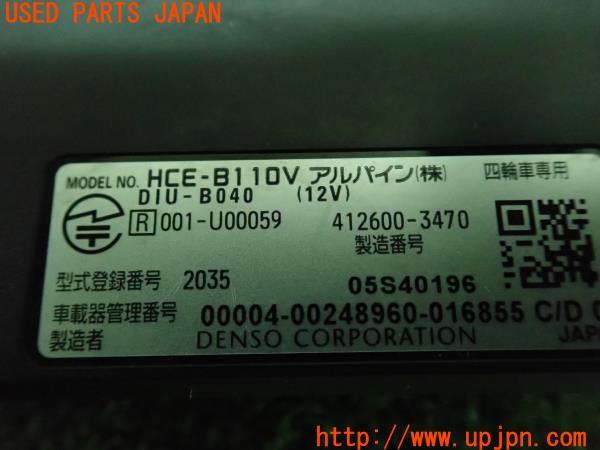 USED PARTS JAPAN
MODEL NO. HCE-B110V アルパイン(株) 四輪車専用
DIU-B040 (12V)
R 001-U00059 412600-3470
製造番号
型式登録番号 2035 05S40196
車載器管理番号 00004-00248960-016855 C/D
製造者 DENSO CORPORATION
www.upjpn.com